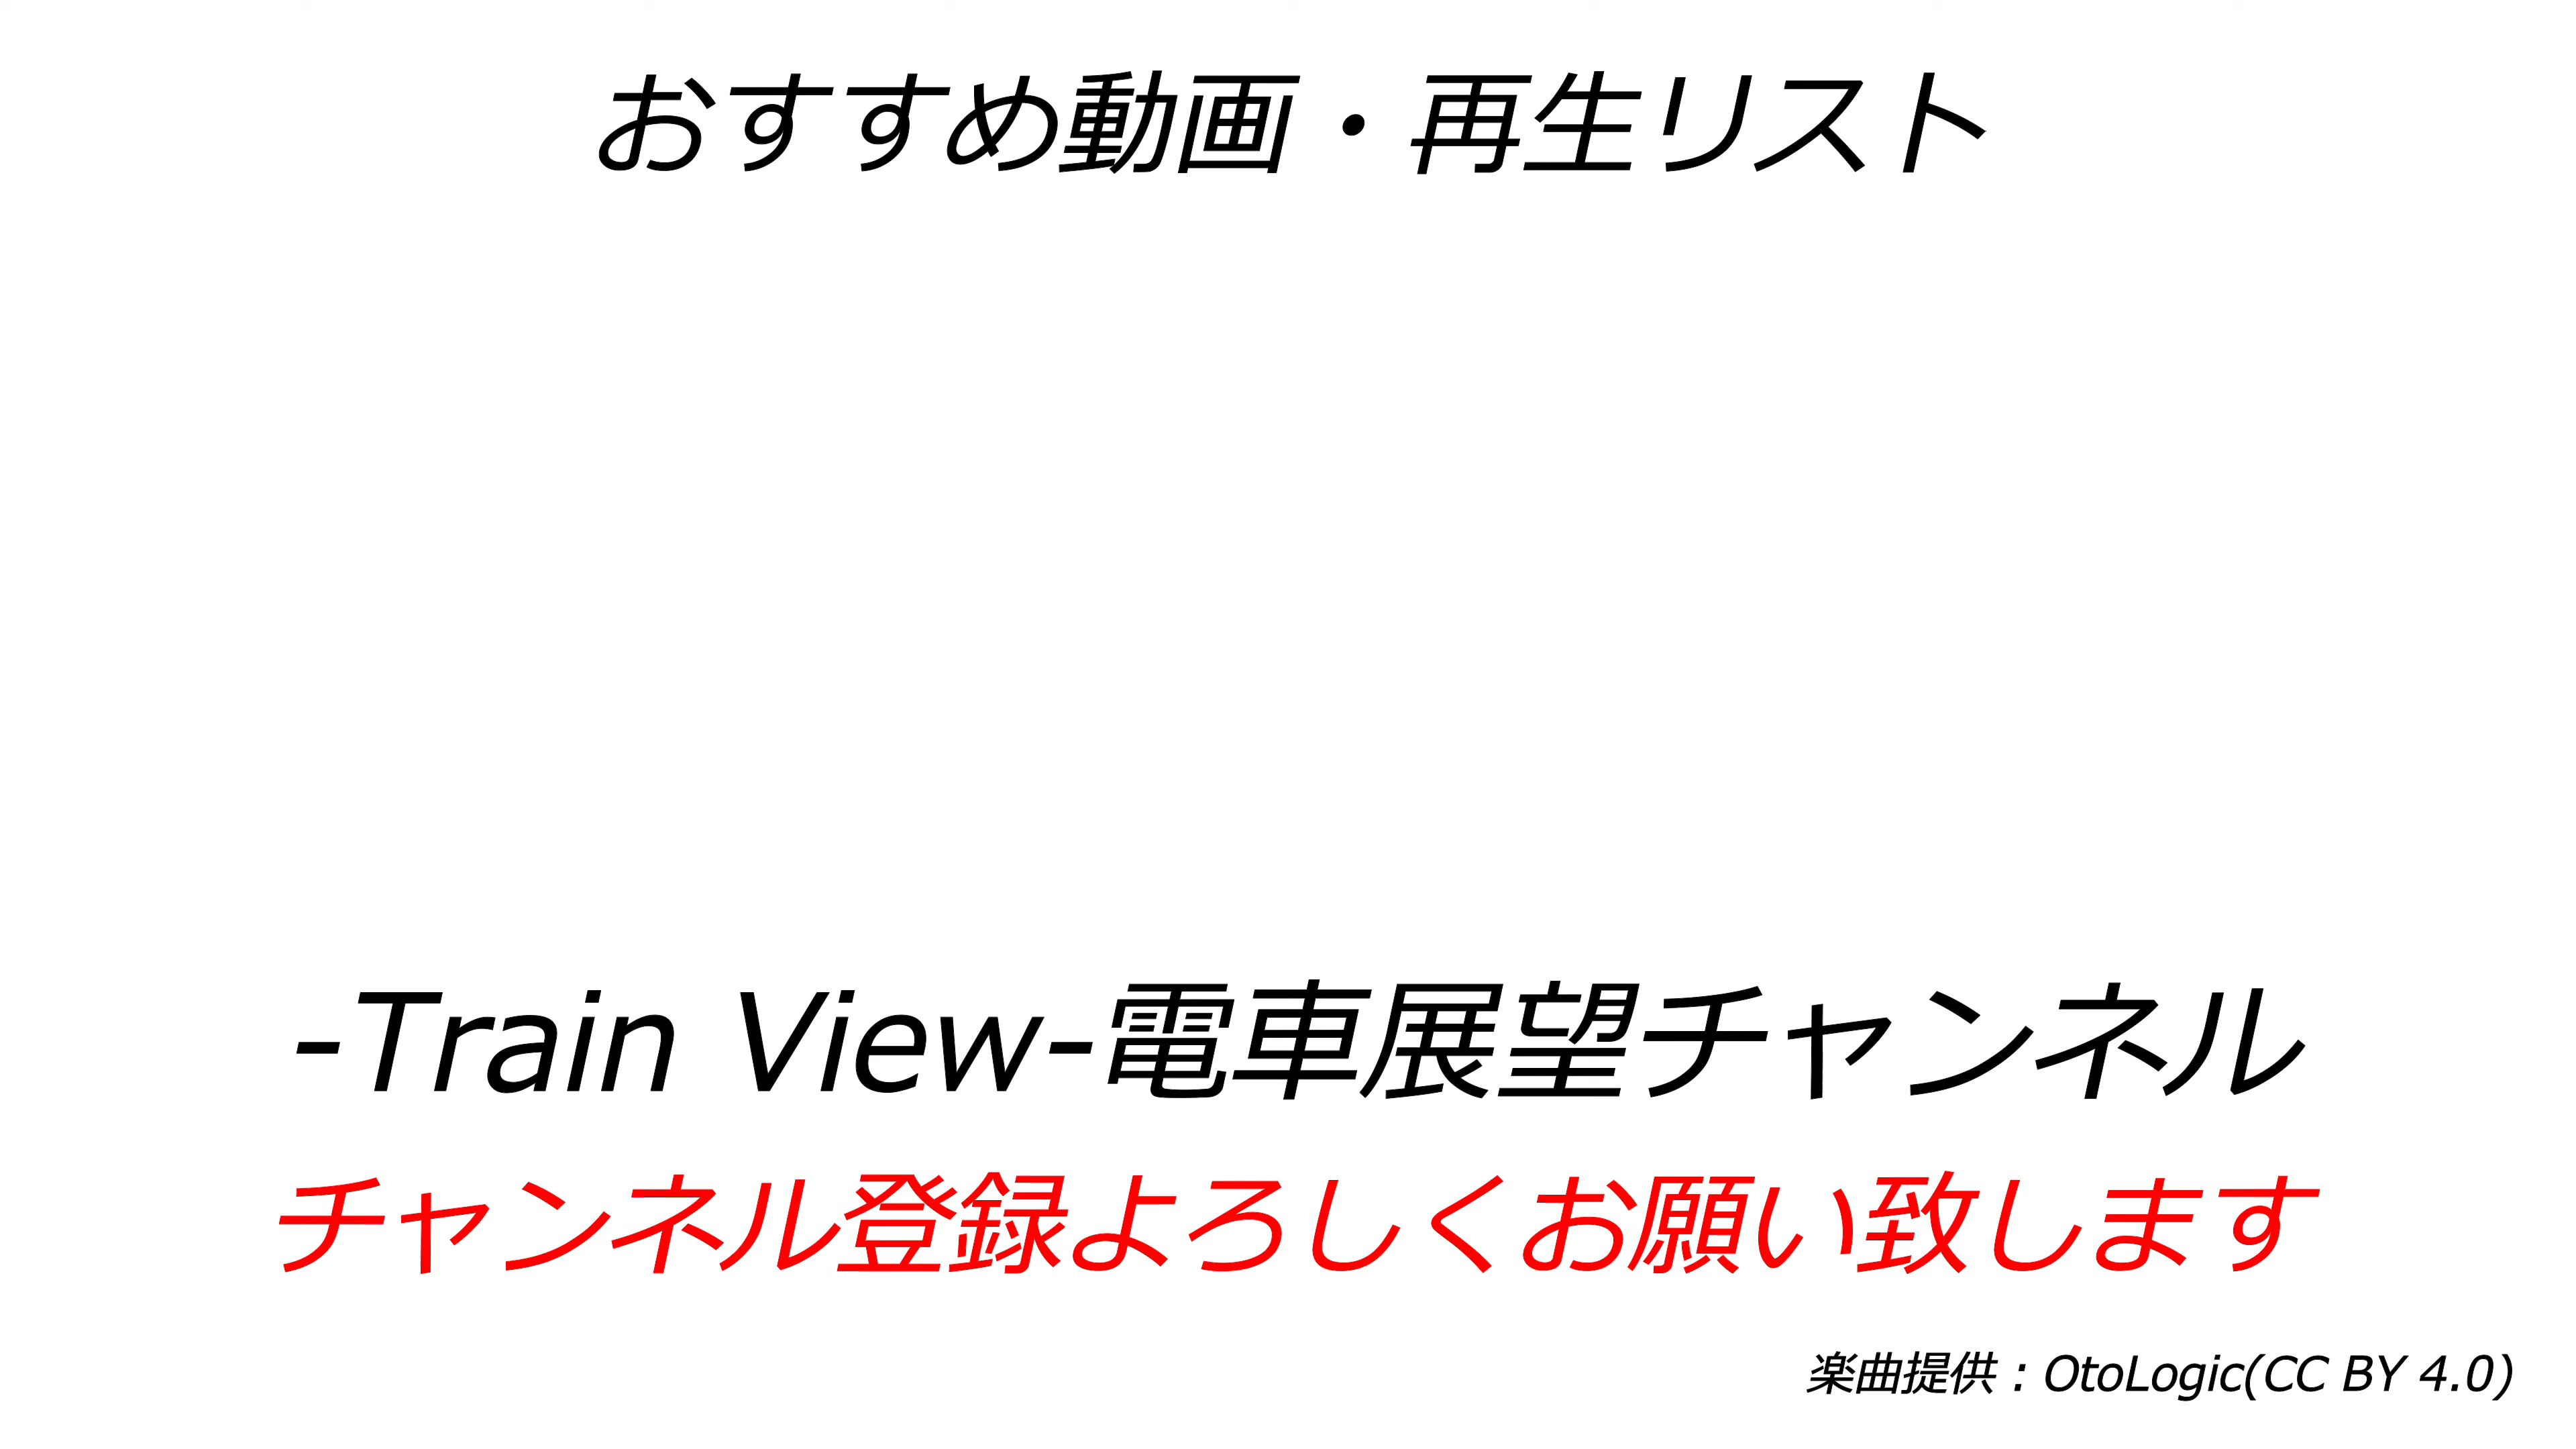 おすすめ動画・再生リスト
-Train View-電車展望チャンネル
チャンネル登録よろしくお願い致します
楽曲提供：OtoLogic(CC BY 4.0)